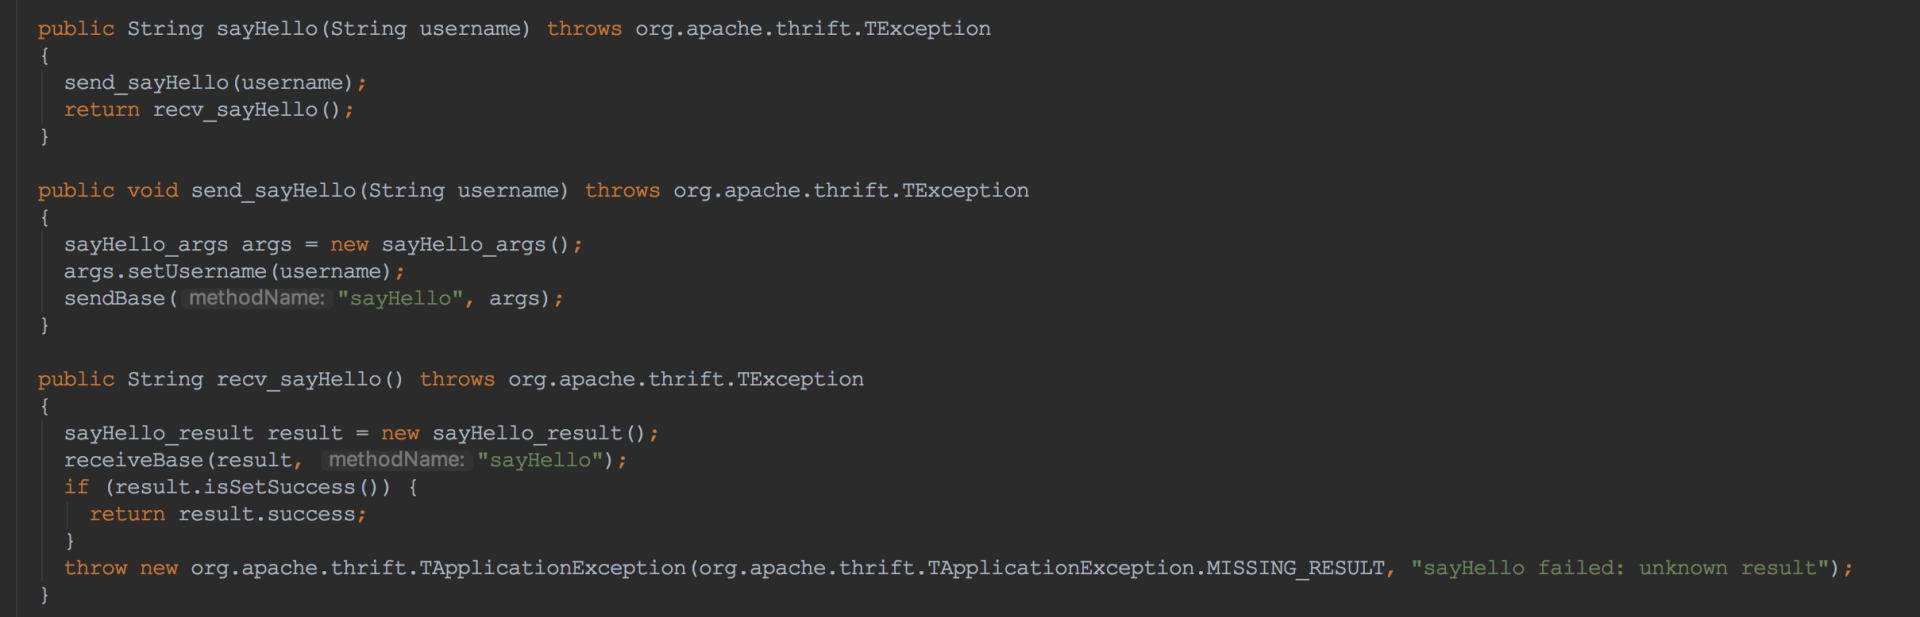 public String sayHello(String username) throws org.apache.thrift.TException
{
send_sayHello(username);
return recv_sayHello();
}
public void send_sayHello(String username) throws org.apache.thrift.TException
{
sayHello_args args = new sayHello_args();
args.setUsername(username);
sendBase( methodName: "sayHello", args);
}
public String recv_sayHello() throws org.apache.thrift.TException
{
sayHello_result result = new sayHello_result();
receiveBase(result, methodName: "sayHello");
if (result.isSetSuccess()) {
return result.success;
}
throw new org.apache.thrift.TApplicationException(org.apache.thrift.TApplicationException.MISSING_RESULT, "sayHello failed: unknown result");
}